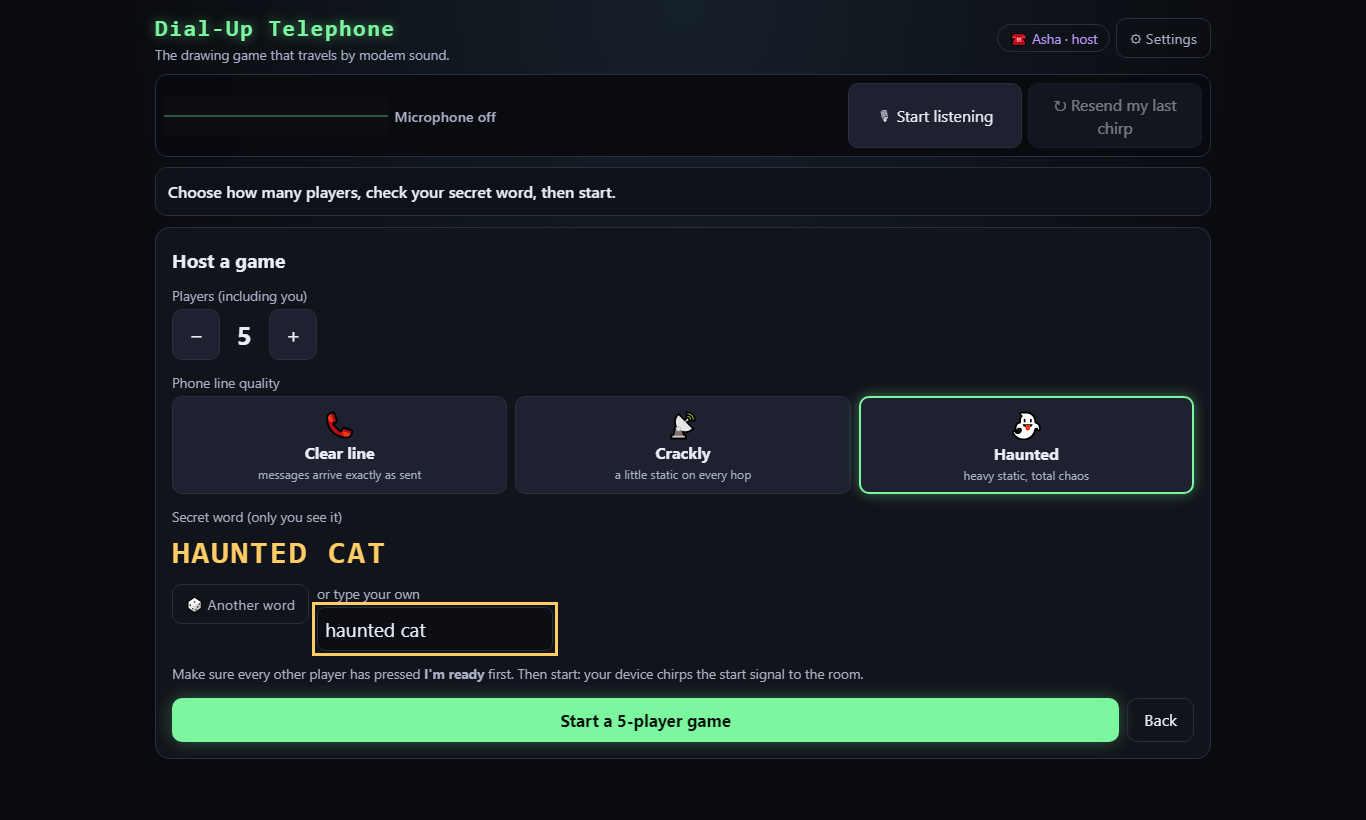 Dial-Up Telephone
The drawing game that travels by modem sound.
Asha · host
Settings
Microphone off
Start listening
Resend my last
chirp
Choose how many players, check your secret word, then start.
Host a game
Players (including you)
− 5 +
Phone line quality
Clear line
messages arrive exactly as sent
Crackly
a little static on every hop
Haunted
heavy static, total chaos
Secret word (only you see it)
HAUNTED CAT
Another word
or type your own
haunted cat
Make sure every other player has pressed I'm ready first. Then start: your device chirps the start signal to the room.
Start a 5-player game
Back